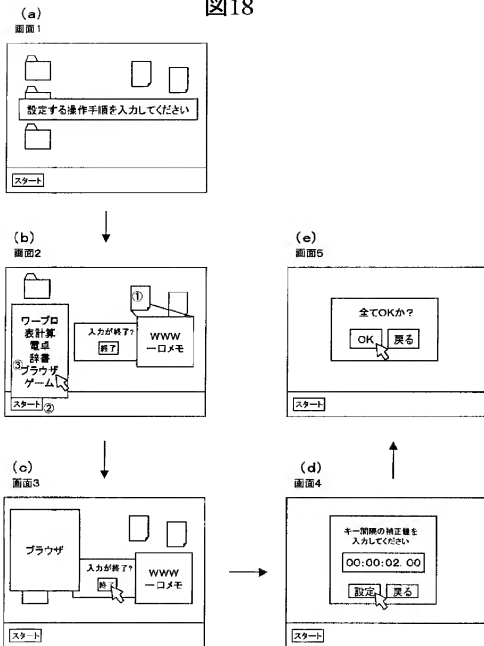 図18
(a)
画面1
設定する操作手順を入力してください
スタート
(b)
画面2
①
ワープロ
表計算
電卓
辞書
③ブラウザ
ゲーム
入力が終了?
終了
WWW
一口メモ
スタート②
(c)
画面3
ブラウザ
入力が終了?
終了
WWW
一口メモ
スタート
(d)
画面4
キー間隔の補正値を
入力してください
00:00:02.00
設定 戻る
スタート
(e)
画面5
全てOKか?
OK 戻る
スタート